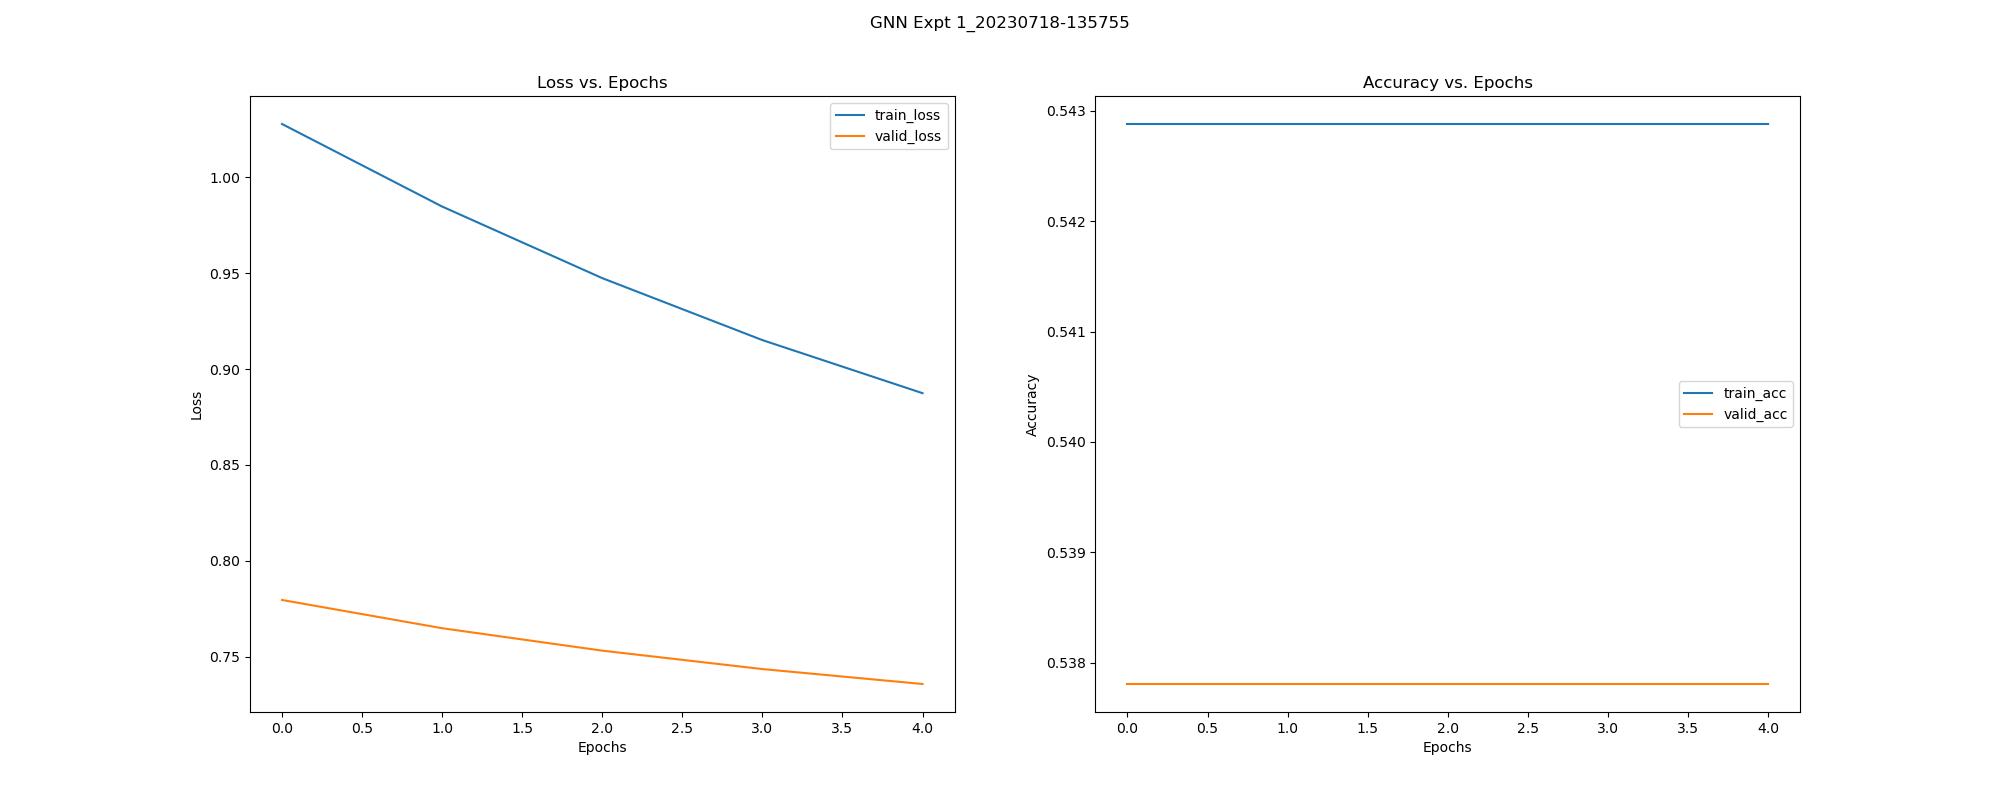 GNN Expt 1_20230718-135755
Loss vs. Epochs
train_loss
valid_loss
1.00
0.95
0.90
0.85
0.80
0.75
Loss
0.0 0.5 1.0 1.5 2.0 2.5 3.0 3.5 4.0
Epochs
Accuracy vs. Epochs
0.543
0.542
0.541
0.540
0.539
0.538
Accuracy
train_acc
valid_acc
0.0 0.5 1.0 1.5 2.0 2.5 3.0 3.5 4.0
Epochs